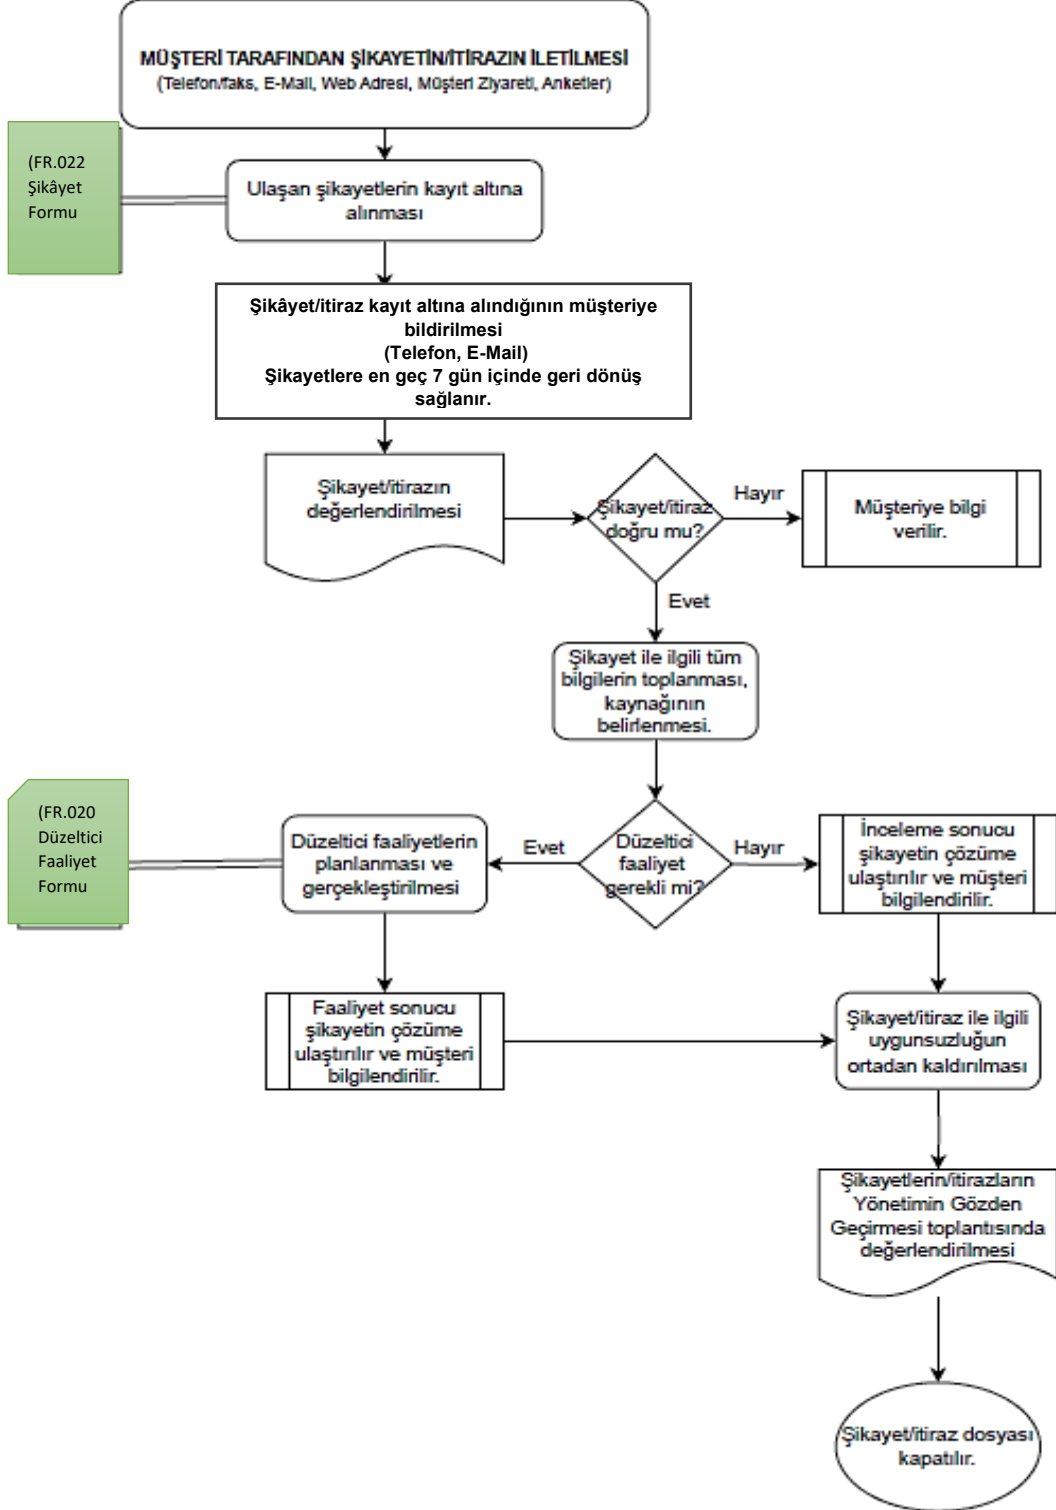 MÜŞTERİ TARAFINDAN ŞİKAYETİN/İTİRAZIN İLETİLMESİ
(Telefon/faks, E-Mail, Web Adresi, Müşteri Ziyareti, Anketler)
(FR.022
Şikâyet
Formu
Ulaşan şikayetlerin kayıt altına
alınması
Şikâyet/itiraz kayıt altına alındığının müşteriye
bildirilmesi
(Telefon, E-Mail)
Şikayetlere en geç 7 gün içinde geri dönüş
sağlanır.
Şikayet/itirazın
değerlendirilmesi
Şikayet/itiraz
doğru mu?
Hayır
Müşteriye bilgi
verilir.
Evet
Şikayet ile ilgili tüm
bilgilerin toplanması,
kaynağının
belirlenmesi.
(FR.020
Düzeltici
Faaliyet
Formu
Düzeltici faaliyetlerin
planlanması ve
gerçekleştirilmesi
Evet
Düzeltici
faaliyet
gerekli mi?
Hayır
İnceleme sonucu
şikayetin çözüme
ulaştırılır ve müşteri
bilgilendirilir.
Faaliyet sonucu
şikayetin çözüme
ulaştırılır ve müşteri
bilgilendirilir.
Şikayet/itiraz ile ilgili
uygunsuzluğun
ortadan kaldırılması
Şikayetlerin/itirazların
Yönetimin Gözden
Geçirmesi toplantısında
değerlendirilmesi
Şikayet/itiraz dosyası
kapatılır.